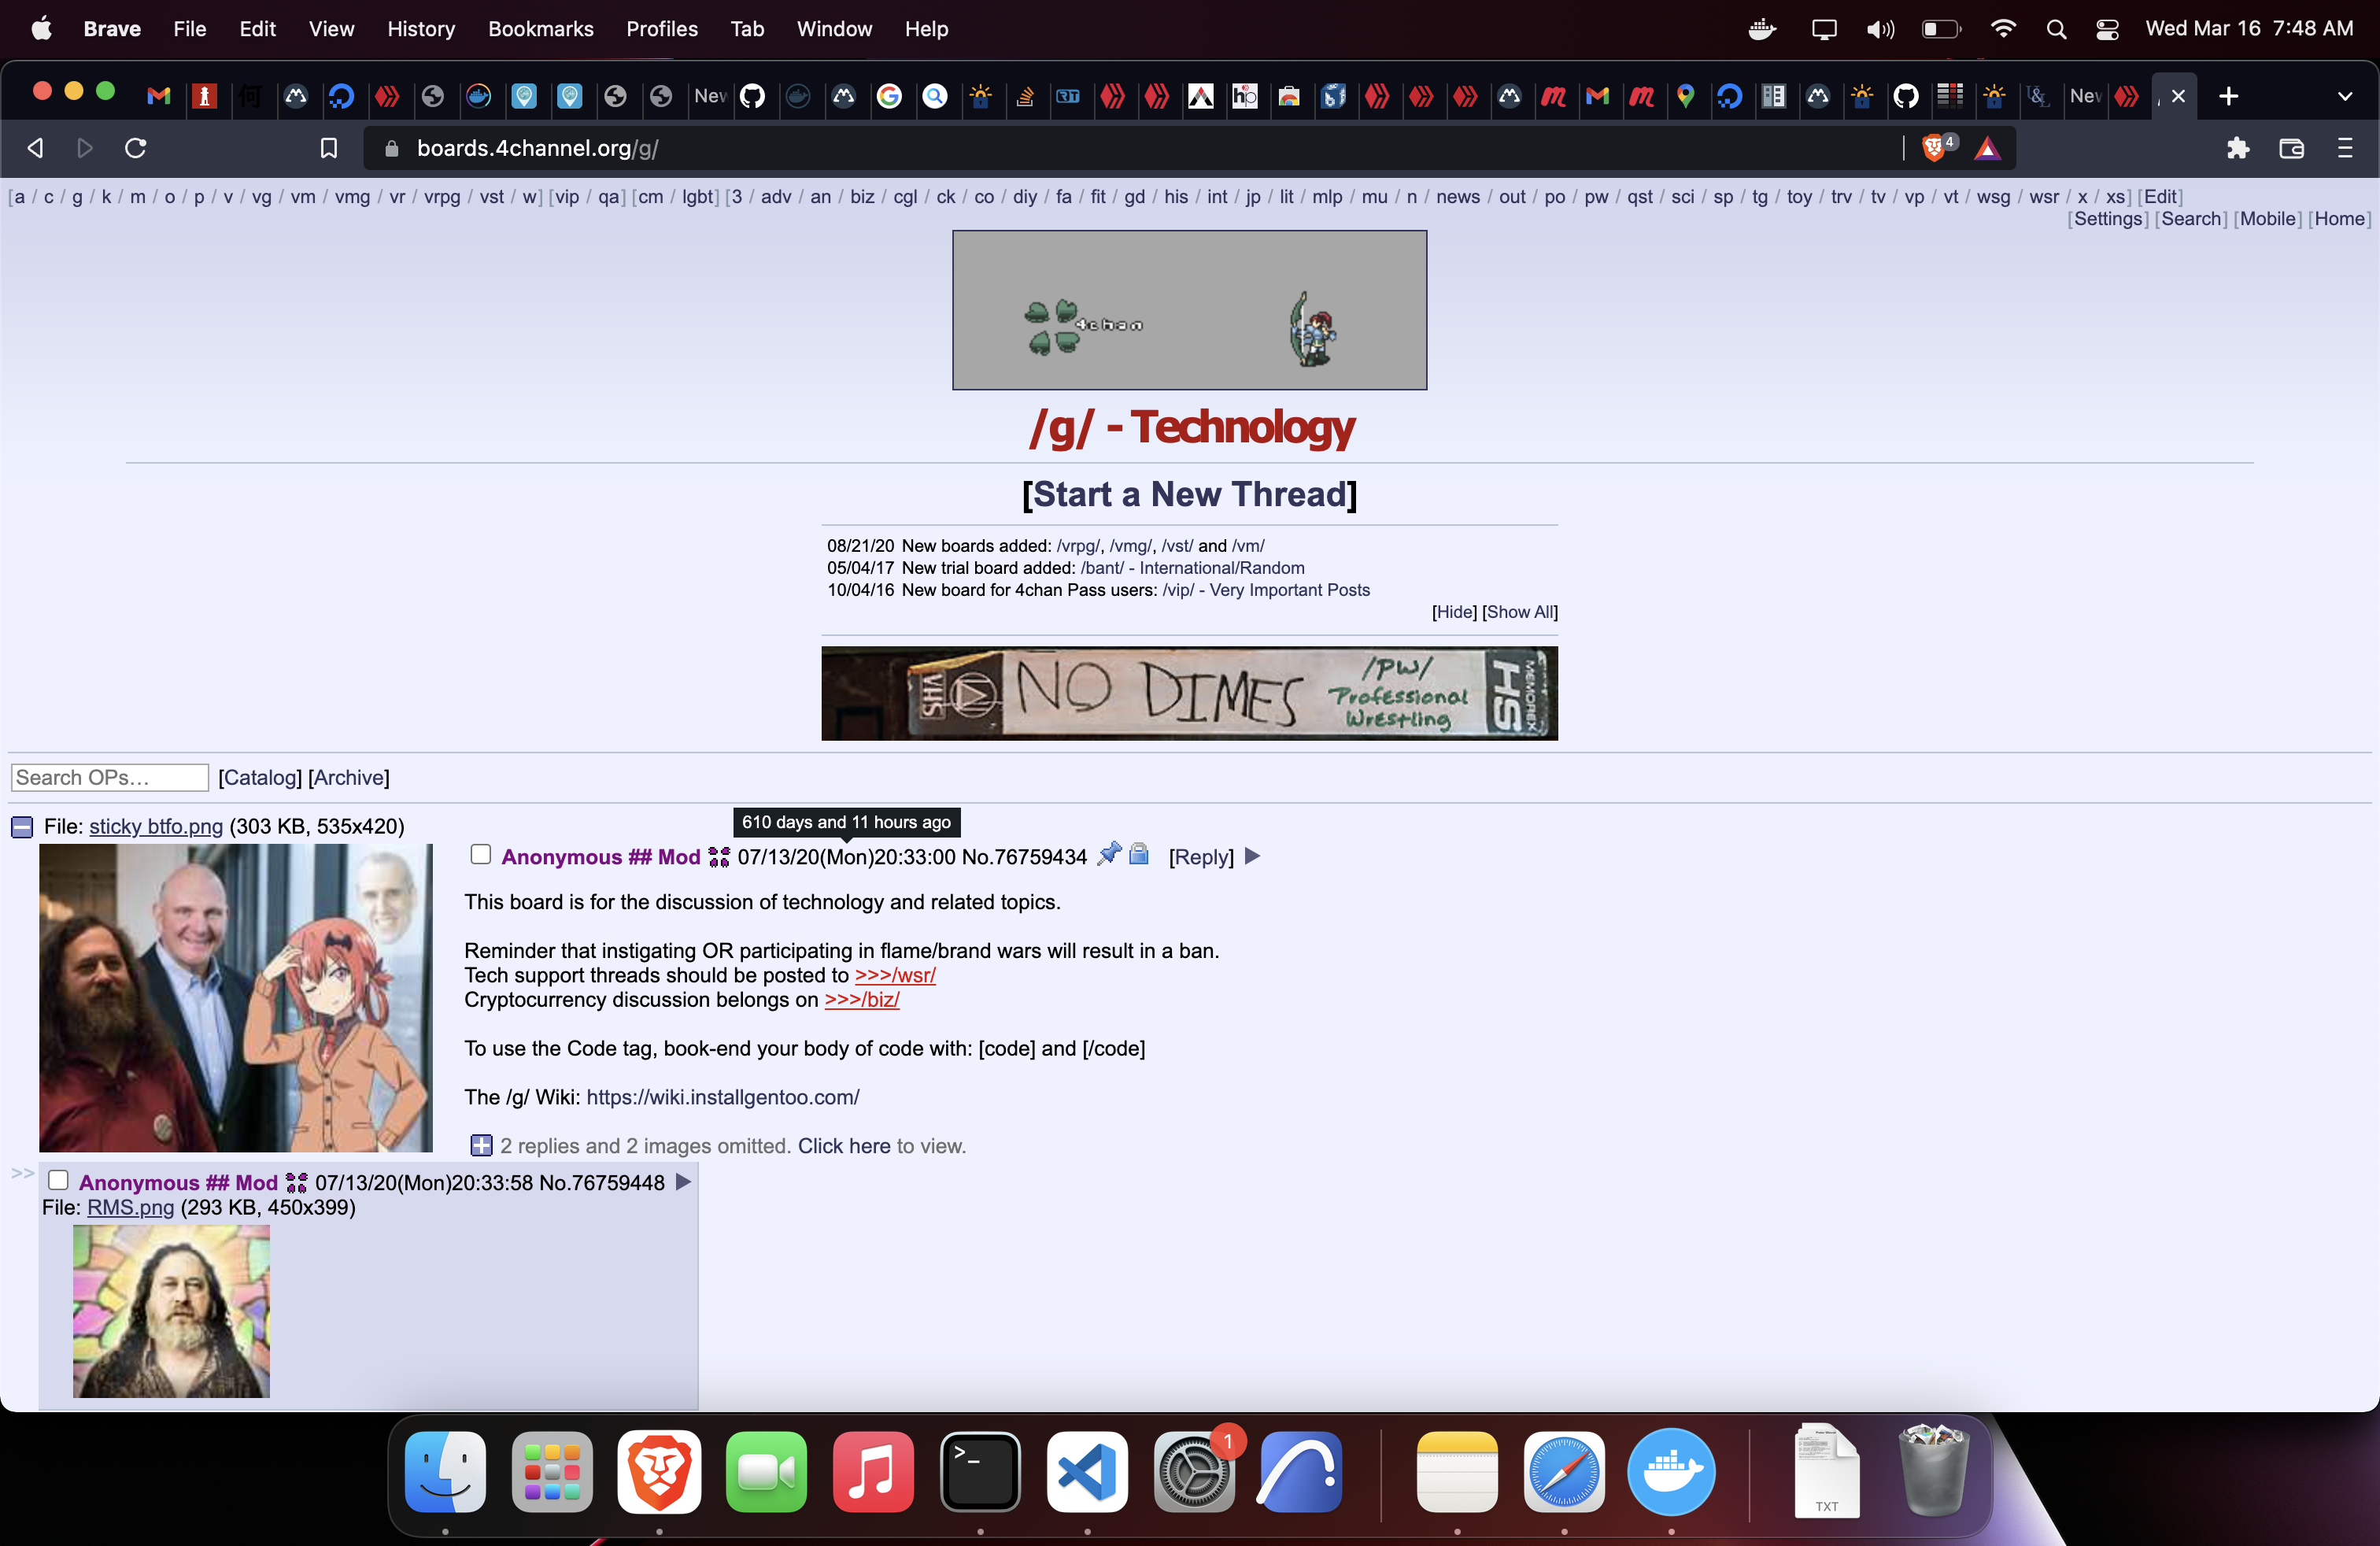 Brave File Edit View History Bookmarks Profiles Tab Window Help Wed Mar 16 7:48 AM
New New
boards.4channel.org/g/ 4
[a / c / g / k / m / o / p / v / vg / vm / vmg / vr / vrpg / vst / w] [vip / qa] [cm / lgbt] [3 / adv / an / biz / cgl / ck / co / diy / fa / fit / gd / his / int / jp / lit / mlp / mu / n / news / out / po / pw / qst / sci / sp / tg / toy / trv / tv / vp / vt / wsg / wsr / x / xs] [Edit]
[Settings] [Search] [Mobile] [Home]
4chan
/g/ - Technology
[Start a New Thread]
08/21/20 New boards added: /vrpg/, /vmg/, /vst/ and /vm/
05/04/17 New trial board added: /bant/ - International/Random
10/04/16 New board for 4chan Pass users: /vip/ - Very Important Posts
[Hide] [Show All]
VHS NO DIMES /pw/ Professional Wrestling HS MEMOREX
Search OPs… [Catalog] [Archive]
610 days and 11 hours ago
File: sticky btfo.png (303 KB, 535x420)
Anonymous ## Mod 07/13/20(Mon)20:33:00 No.76759434 [Reply]
This board is for the discussion of technology and related topics.
Reminder that instigating OR participating in flame/brand wars will result in a ban.
Tech support threads should be posted to >>>/wsr/
Cryptocurrency discussion belongs on >>>/biz/
To use the Code tag, book-end your body of code with: [code] and [/code]
The /g/ Wiki: https://wiki.installgentoo.com/
2 replies and 2 images omitted. Click here to view.
>> Anonymous ## Mod 07/13/20(Mon)20:33:58 No.76759448
File: RMS.png (293 KB, 450x399)
1
TXT